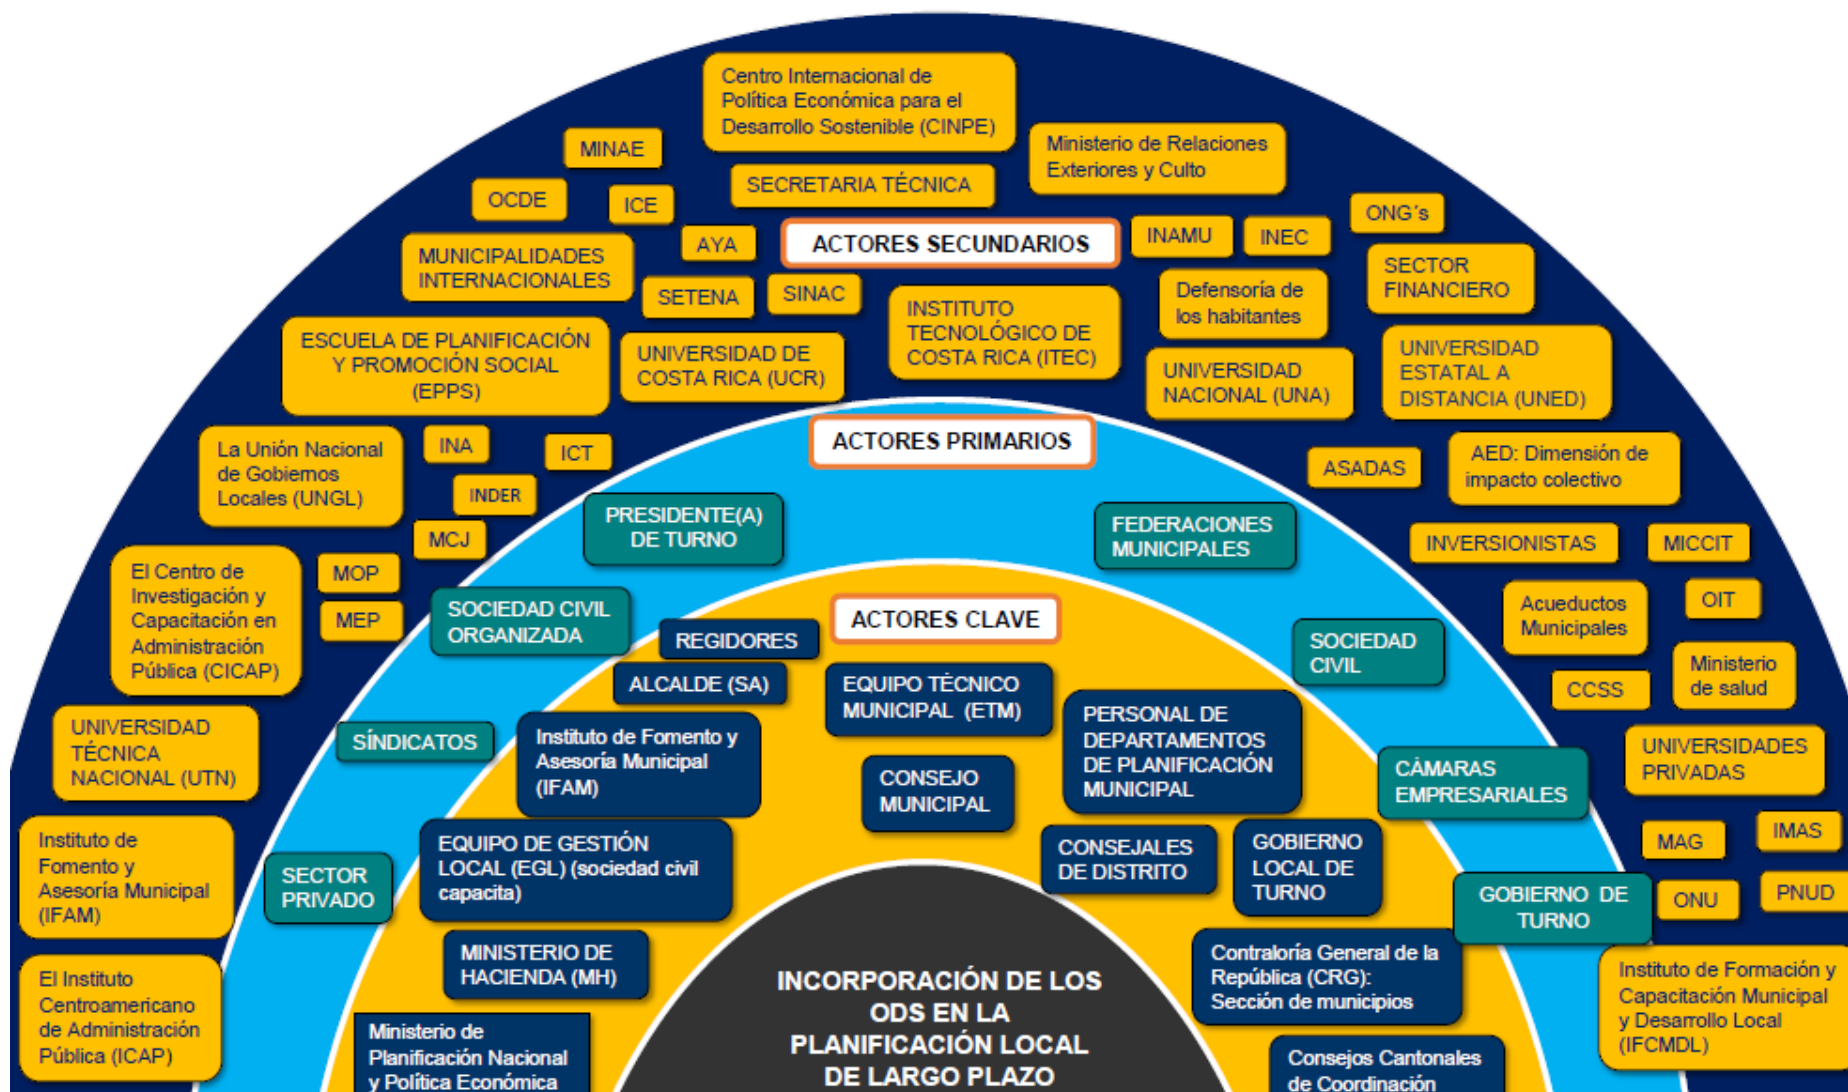 Centro Internacional de
Política Económica para el
Desarrollo Sostenible (CINPE)
MINAE
Ministerio de Relaciones
Exteriores y Culto
SECRETARIA TÉCNICA
OCDE
ICE
ONG´s
AYA
ACTORES SECUNDARIOS
INAMU
INEC
MUNICIPALIDADES
INTERNACIONALES
SECTOR
FINANCIERO
SETENA
SINAC
Defensoría de
los habitantes
INSTITUTO
TECNOLÓGICO DE
COSTA RICA (ITEC)
ESCUELA DE PLANIFICACIÓN
Y PROMOCIÓN SOCIAL
(EPPS)
UNIVERSIDAD DE
COSTA RICA (UCR)
UNIVERSIDAD
NACIONAL (UNA)
UNIVERSIDAD
ESTATAL A
DISTANCIA (UNED)
La Unión Nacional
de Gobiernos
Locales (UNGL)
INA
ICT
INDER
MCJ
ACTORES PRIMARIOS
ASADAS
AED: Dimensión de
impacto colectivo
PRESIDENTE(A)
DE TURNO
FEDERACIONES
MUNICIPALES
INVERSIONISTAS
MICCIT
El Centro de
Investigación y
Capacitación en
Administración
Pública (CICAP)
MOP
MEP
SOCIEDAD CIVIL
ORGANIZADA
ACTORES CLAVE
SOCIEDAD
CIVIL
Acueductos
Municipales
OIT
REGIDORES
ALCALDE (SA)
EQUIPO TÉCNICO
MUNICIPAL (ETM)
PERSONAL DE
DEPARTAMENTOS
DE PLANIFICACIÓN
MUNICIPAL
CCSS
Ministerio
de salud
UNIVERSIDAD
TÉCNICA
NACIONAL (UTN)
SÍNDICATOS
Instituto de Fomento y
Asesoría Municipal
(IFAM)
CONSEJO
MUNICIPAL
CÁMARAS
EMPRESARIALES
UNIVERSIDADES
PRIVADAS
Instituto de
Fomento y
Asesoría Municipal
(IFAM)
SECTOR
PRIVADO
EQUIPO DE GESTIÓN
LOCAL (EGL) (sociedad civil
capacita)
CONSEJALES
DE DISTRITO
GOBIERNO
LOCAL DE
TURNO
GOBIERNO DE
TURNO
MAG
IMAS
ONU
PNUD
MINISTERIO DE
HACIENDA (MH)
Contraloría General de la
República (CRG):
Sección de municipios
El Instituto
Centroamericano
de Administración
Pública (ICAP)
Instituto de Formación y
Capacitación Municipal
y Desarrollo Local
(IFCMDL)
Ministerio de
Planificación Nacional
y Política Económica
INCORPORACIÓN DE LOS
ODS EN LA
PLANIFICACIÓN LOCAL
DE LARGO PLAZO
Consejos Cantonales
de Coordinación